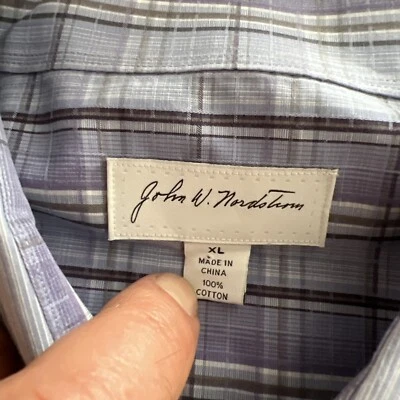 John W. Nordstrom
XL
MADE IN
CHINA
100%
COTTON